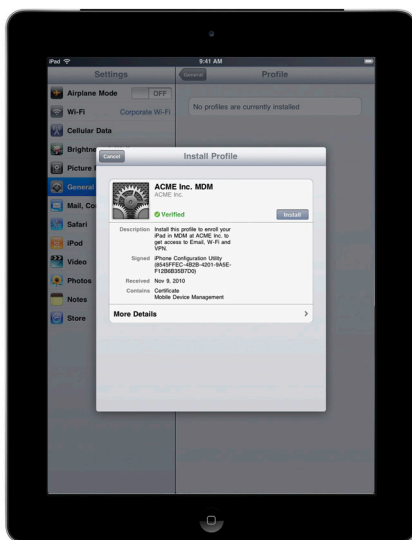 iPad 9:41 AM
Settings
General
Profile
Airplane Mode OFF
No profiles are currently installed
Wi-Fi Corporate Wi-Fi
Cellular Data
Brightne
Cancel
Install Profile
Picture F
ACME Inc. MDM
ACME Inc.
General
Verified
Install
Mail, Co
Description Install this profile to enroll your
iPad in MDM at ACME Inc. to
get access to Email, Wi-Fi and
VPN.
Safari
iPod
Signed iPhone Configuration Utility
(8545FFEC-4B2B-4201-9A5E-
F12B6B35B7D0)
Video
Received Nov 9, 2010
Photos
Contains Certificate
Mobile Device Management
Notes
Store
More Details